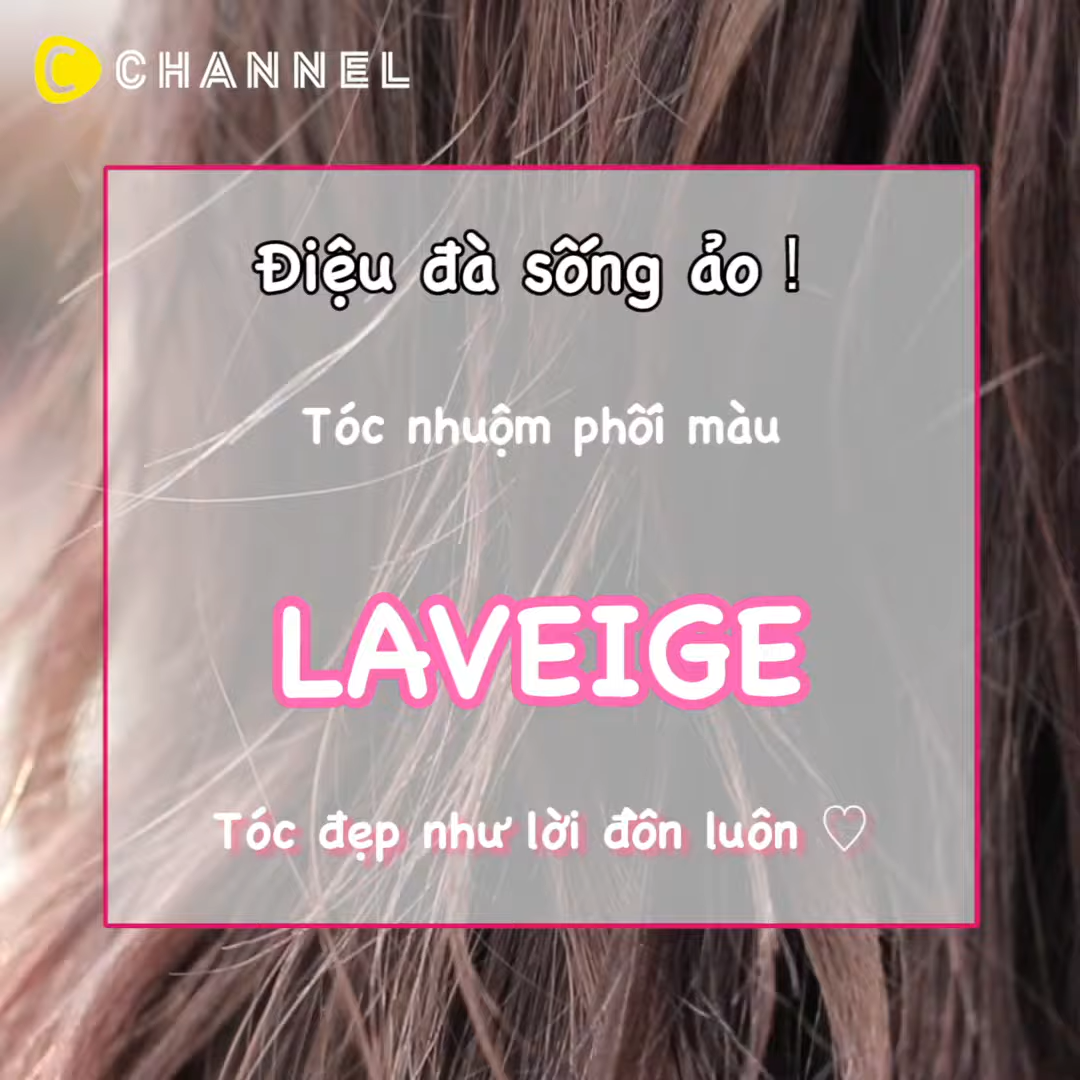 C CHANNEL
Điệu đà sống ảo !
Tóc nhuộm phối màu
LAVEIGE
Tóc đẹp như lời đồn luôn ♡